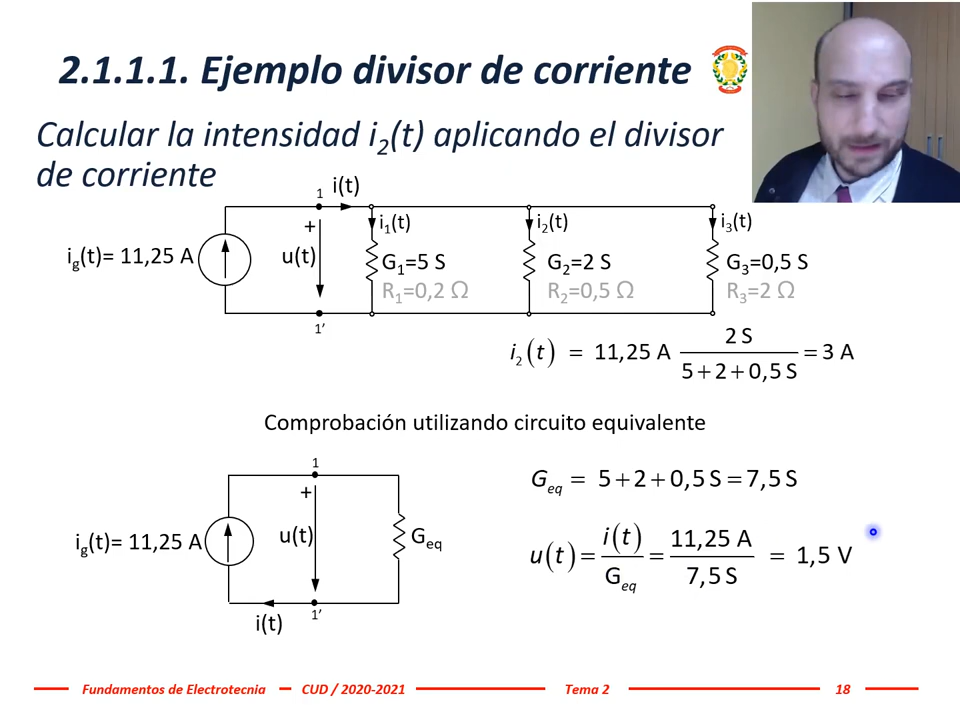 2.1.1.1. Ejemplo divisor de corriente
Calcular la intensidad i2(t) aplicando el divisor
de corriente
1 i(t)
+ i1(t) i2(t) i3(t)
ig(t)= 11,25 A u(t) G1=5 S G2=2 S G3=0,5 S
R1=0,2 Ω R2=0,5 Ω R3=2 Ω
1'
i2(t) = 11,25 A 2 S / 5+2+0,5 S = 3 A
Comprobación utilizando circuito equivalente
1
+
ig(t)= 11,25 A u(t) Geq
1'
i(t)
Geq = 5+2+0,5 S = 7,5 S
u(t) = i(t) / Geq = 11,25 A / 7,5 S = 1,5 V
Fundamentos de Electrotecnia CUD / 2020-2021 Tema 2 18